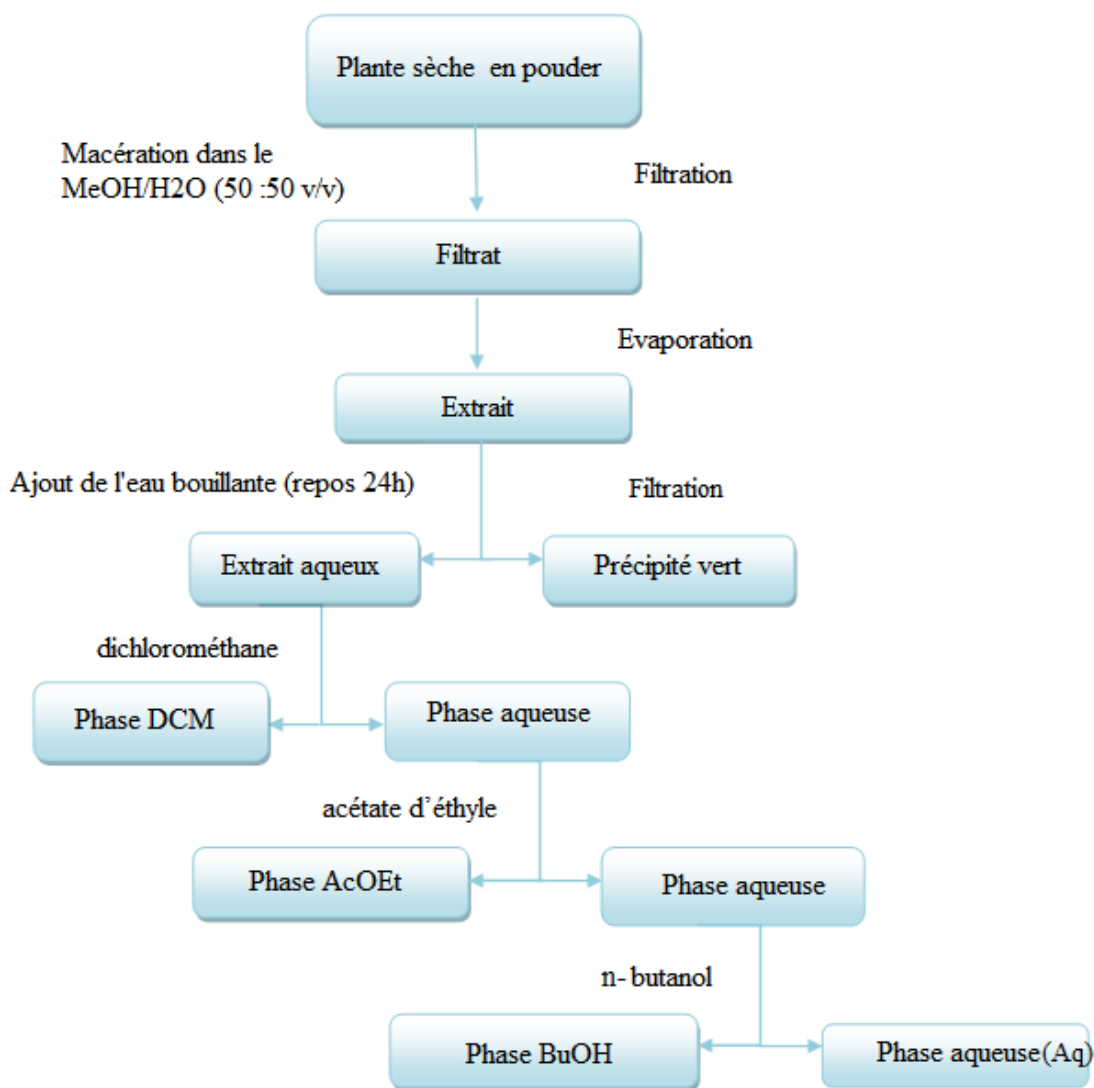 Plante sèche en pouder
Macération dans le
MeOH/H2O (50 :50 v/v)
Filtration
Filtrat
Evaporation
Extrait
Ajout de l'eau bouillante (repos 24h)
Filtration
Extrait aqueux
Précipité vert
dichlorométhane
Phase DCM
Phase aqueuse
acétate d’éthyle
Phase AcOEt
Phase aqueuse
n- butanol
Phase BuOH
Phase aqueuse(Aq)